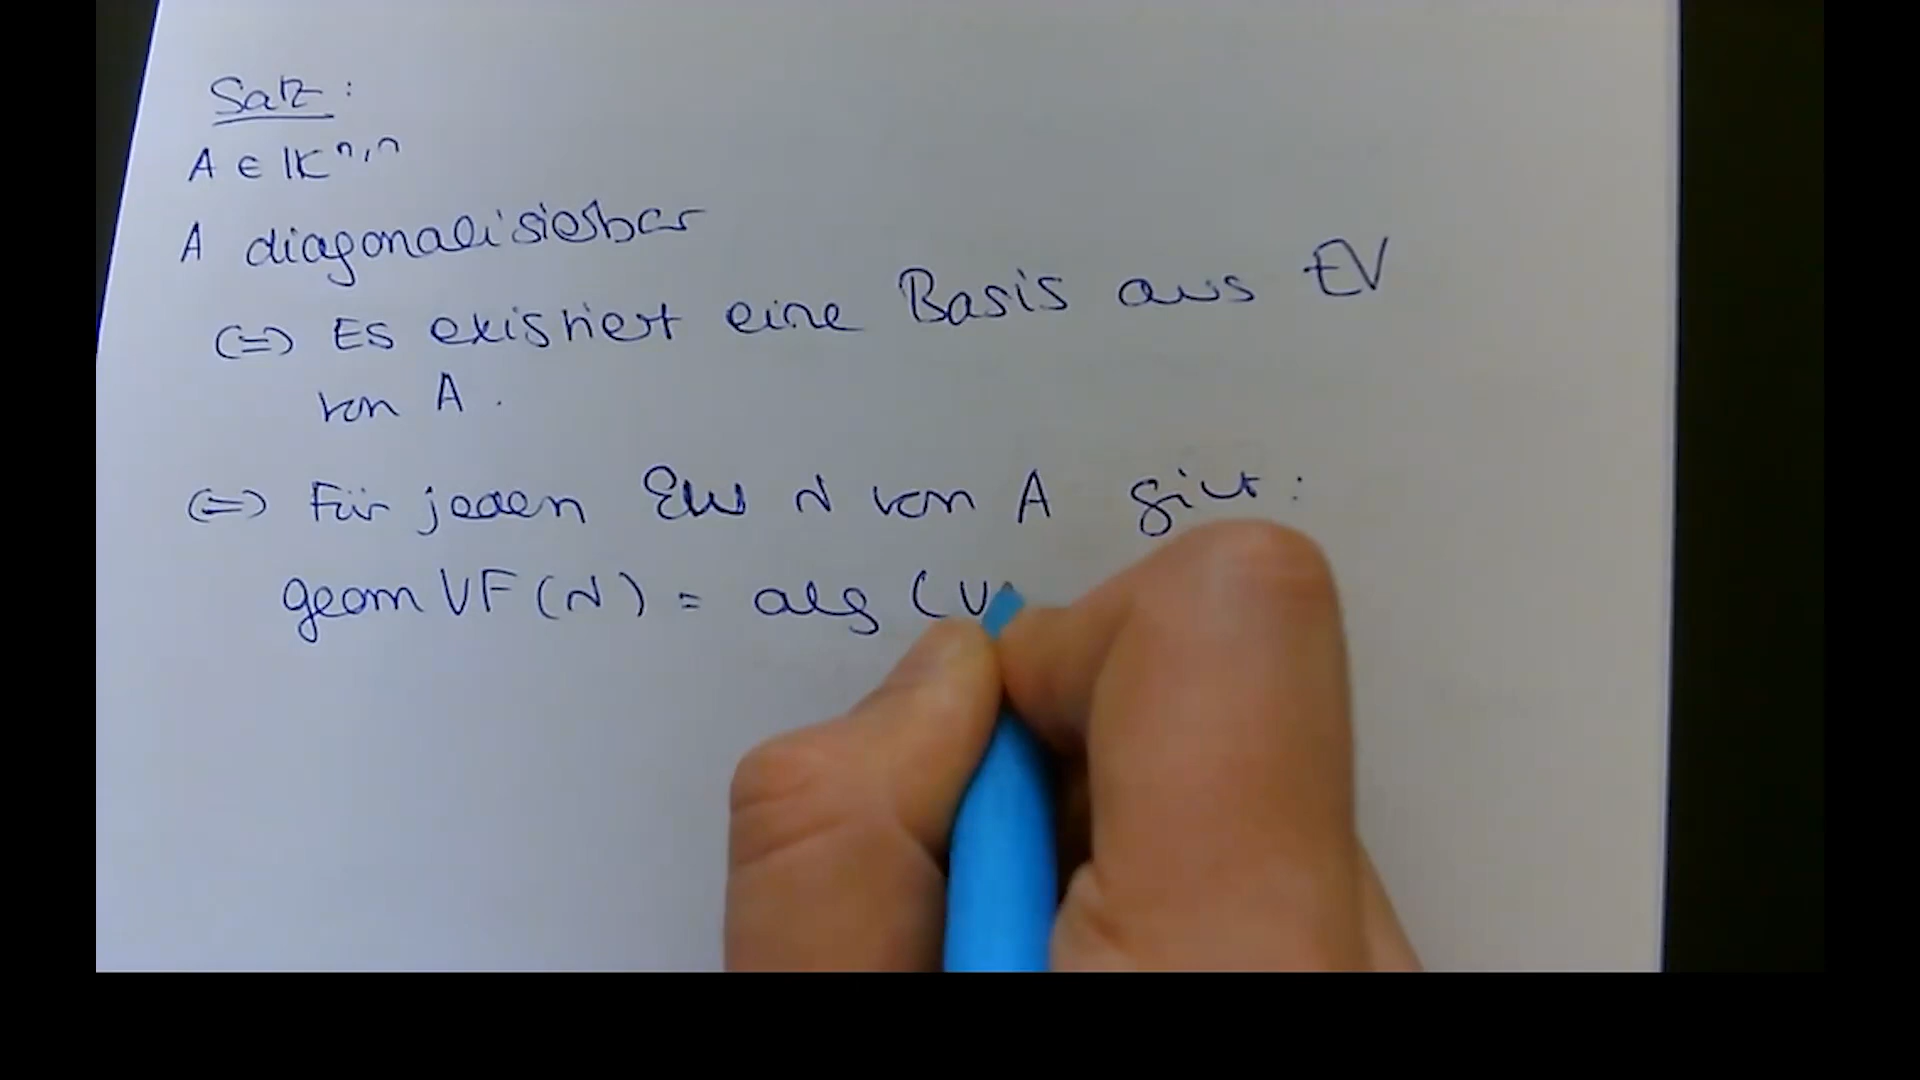 Satz:
A ∈ K^n,n
A diagonalisierbar
(=) Es existiert eine Basis aus EV
von A.
(=) Für jeden EW λ von A gilt:
geom VF(λ) = alg (V